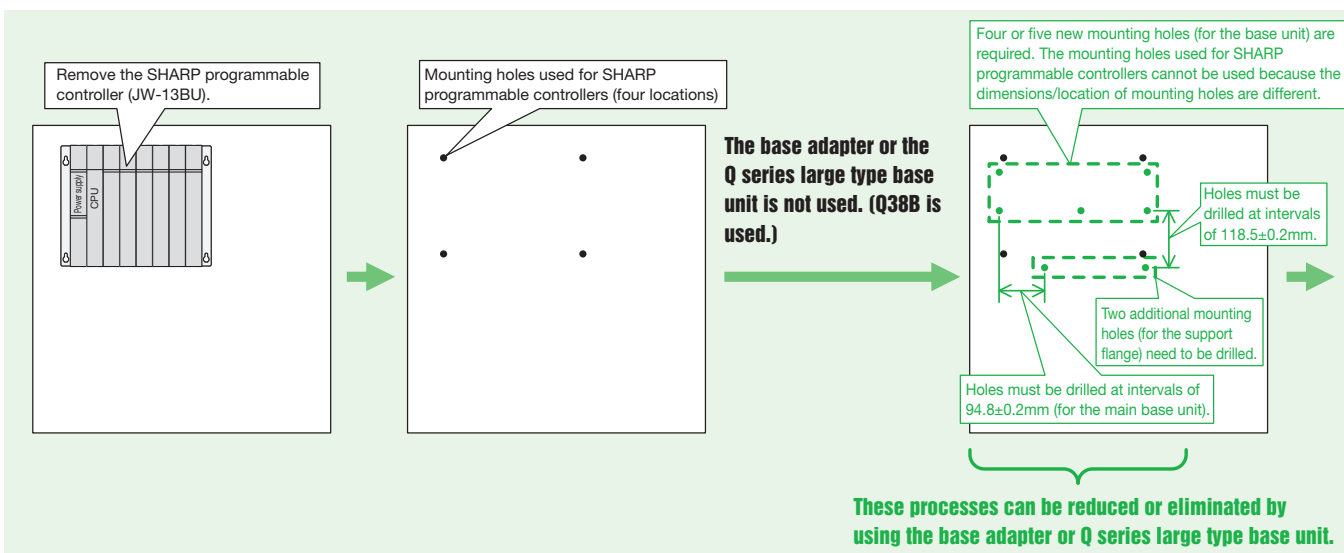 Remove the SHARP programmable
controller (JW-13BU).
Power supply
CPU
Mounting holes used for SHARP
programmable controllers (four locations)
The base adapter or the
Q series large type base
unit is not used. (Q38B is
used.)
Four or five new mounting holes (for the base unit) are
required. The mounting holes used for SHARP
programmable controllers cannot be used because the
dimensions/location of mounting holes are different.
Holes must be
drilled at intervals
of 118.5±0.2mm.
Two additional mounting
holes (for the support
flange) need to be drilled.
Holes must be drilled at intervals of
94.8±0.2mm (for the main base unit).
These processes can be reduced or eliminated by
using the base adapter or Q series large type base unit.